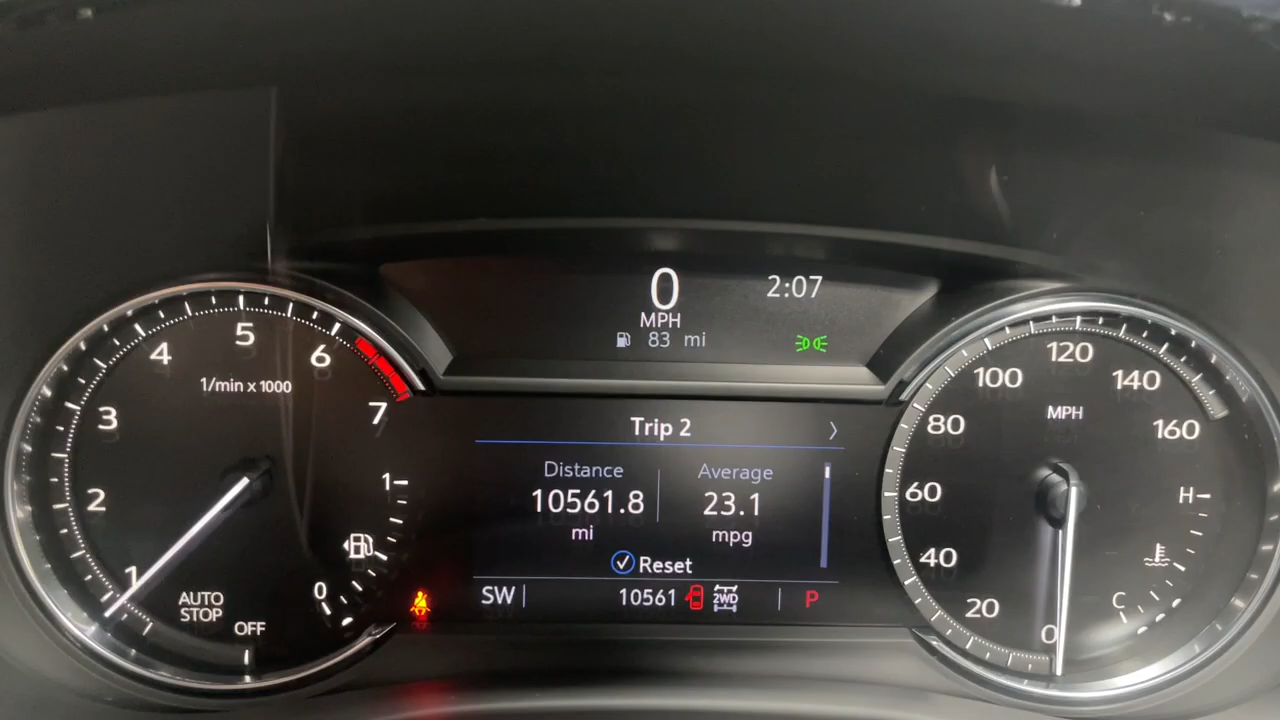 0
2:07
MPH
83 mi
1
2
3
4
5
6
7
1/min x 1000
1
0
AUTO
STOP
OFF
Trip 2
Distance
Average
10561.8
23.1
mi
mpg
Reset
SW
10561
2WD
P
0
20
40
60
80
100
120
140
160
MPH
H
C